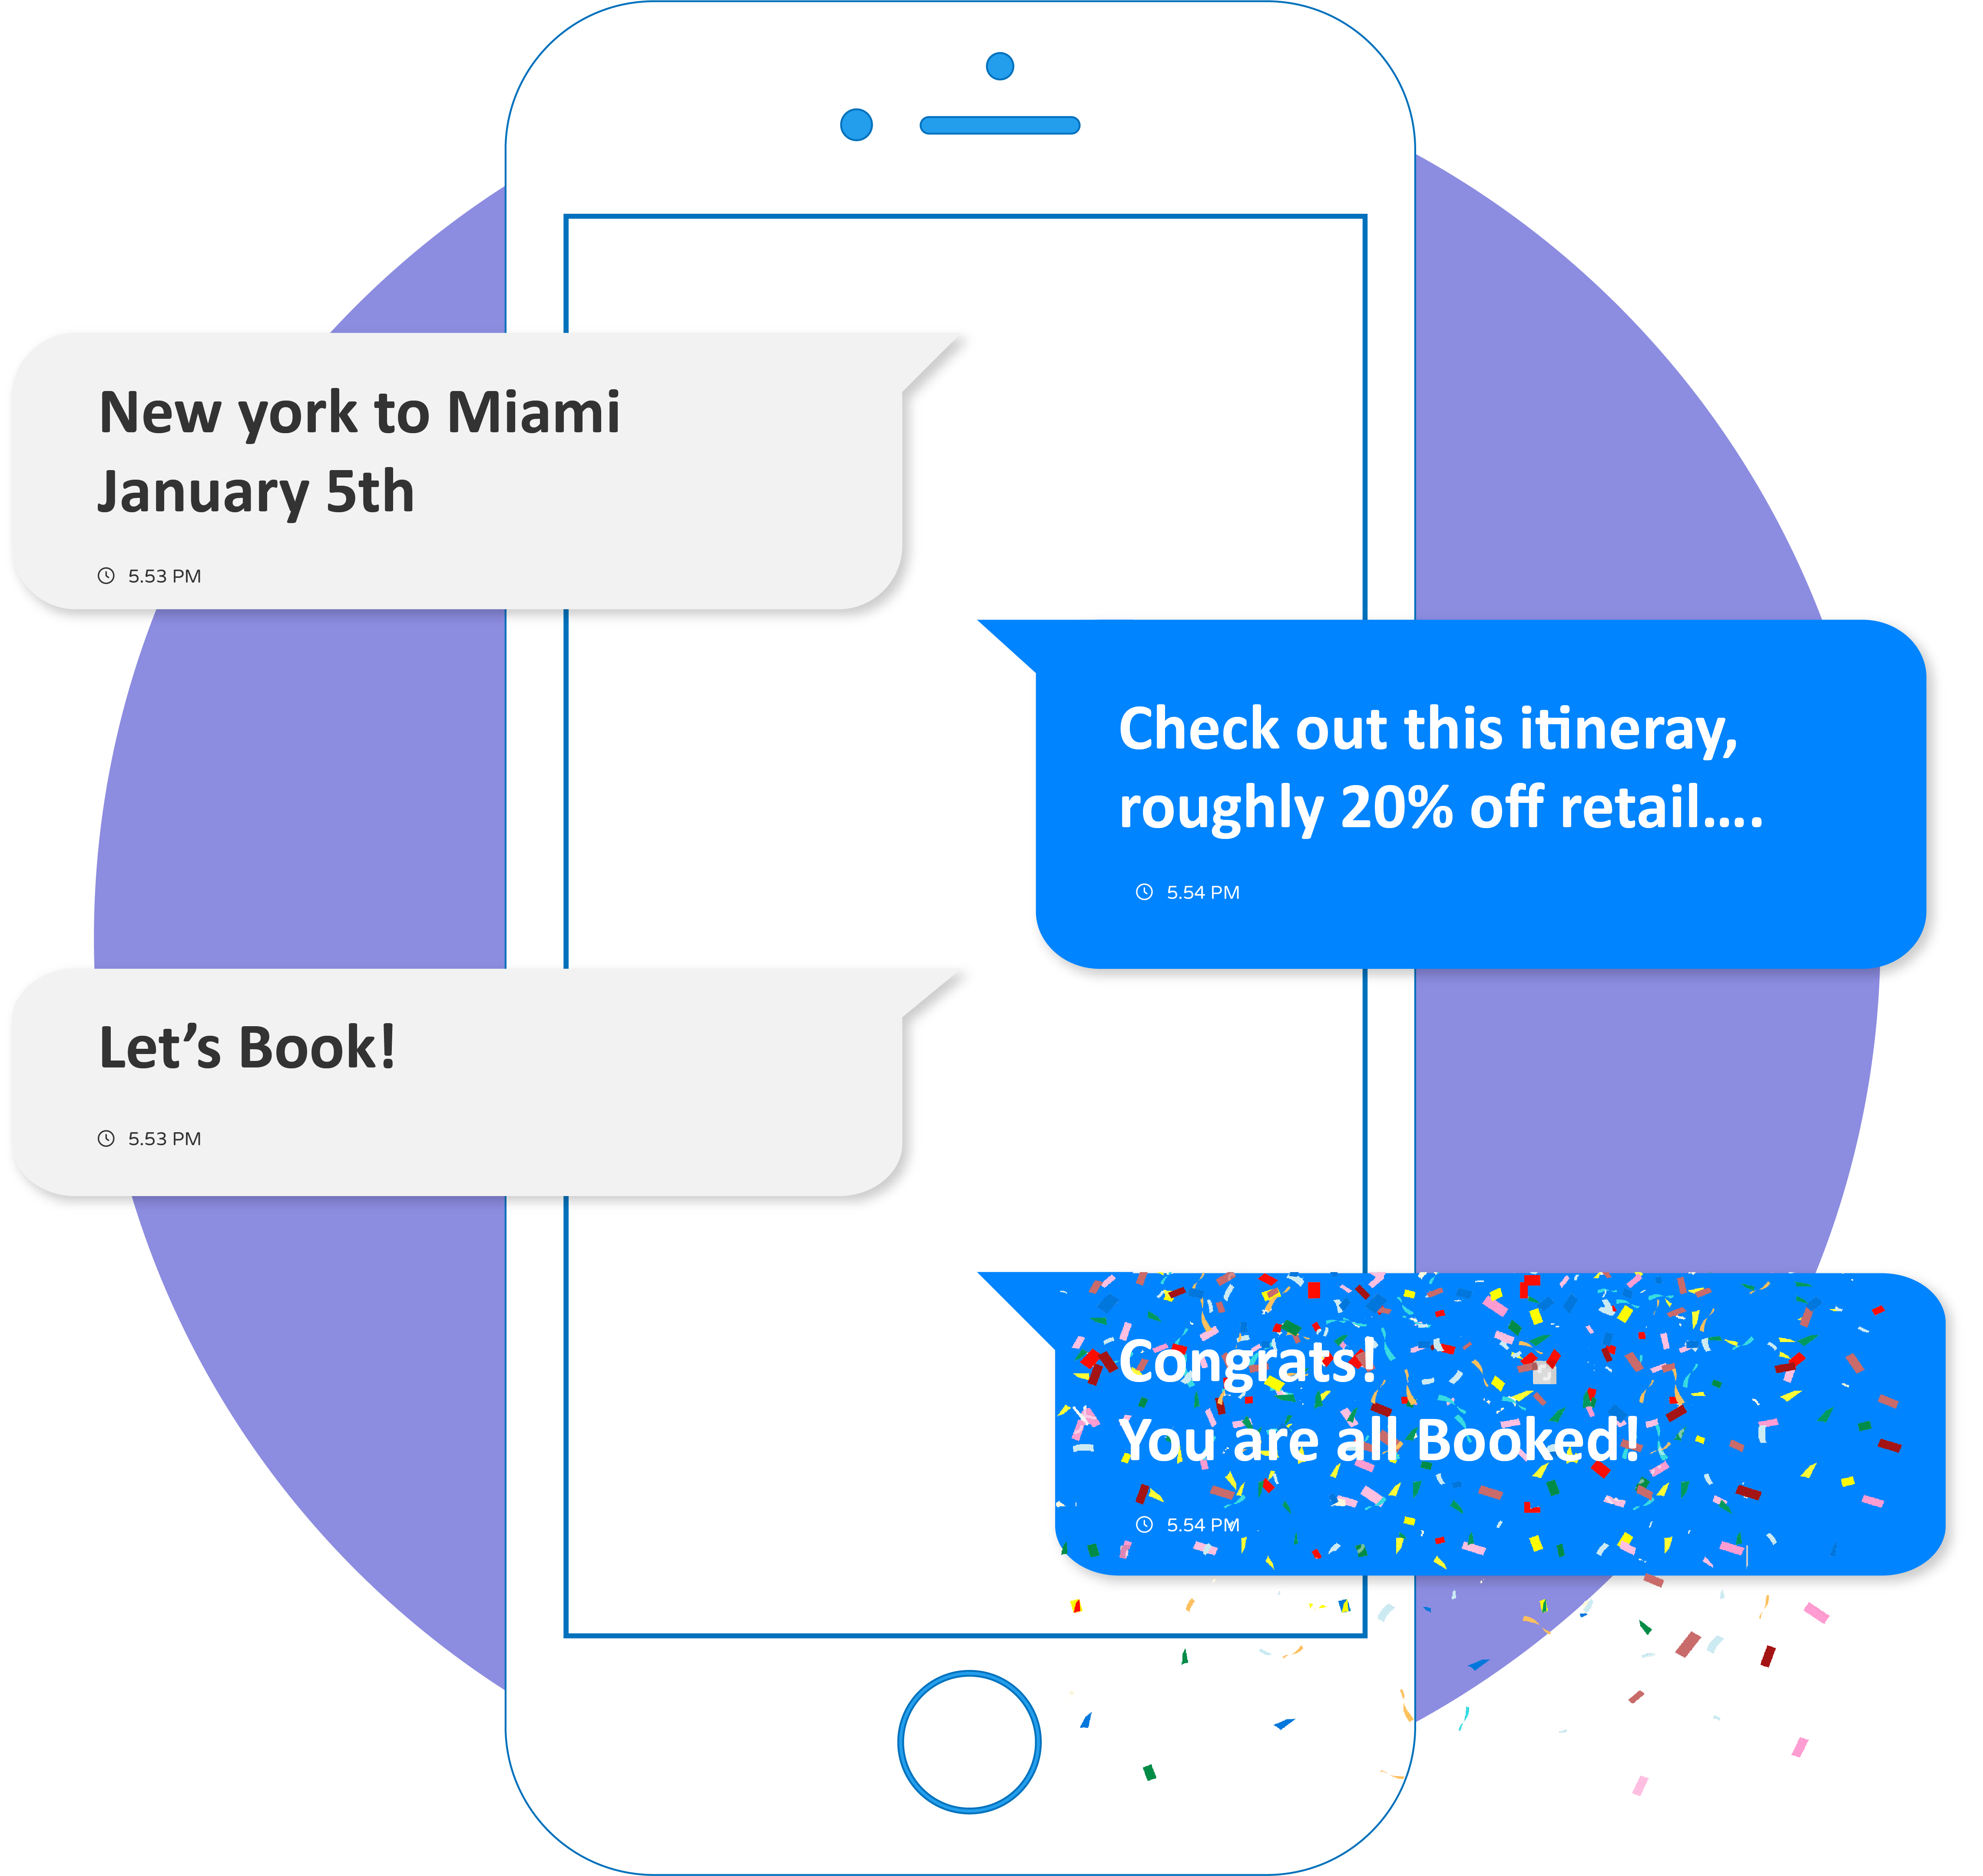 New york to Miami
January 5th
5.53 PM
Check out this itineray,
roughly 20% off retail....
5.54 PM
Let’s Book!
5.53 PM
Congrats!
You are all Booked!
5.54 PM